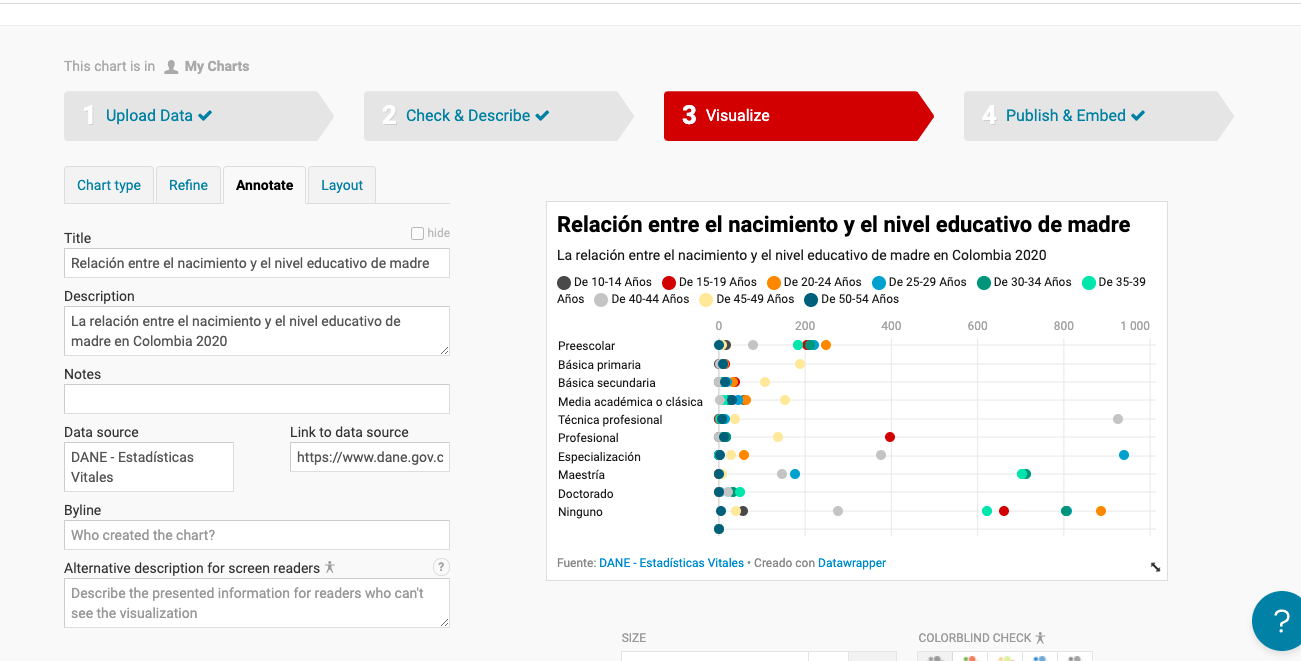 This chart is in My Charts
1 Upload Data
2 Check & Describe
3 Visualize
4 Publish & Embed
Chart type
Refine
Annotate
Layout
Title
hide
Relación entre el nacimiento y el nivel educativo de madre
Description
La relación entre el nacimiento y el nivel educativo de
madre en Colombia 2020
Notes
Data source
Link to data source
DANE - Estadísticas
Vitales
https://www.dane.gov.c
Byline
Who created the chart?
Alternative description for screen readers
?
Describe the presented information for readers who can't
see the visualization
Relación entre el nacimiento y el nivel educativo de madre
La relación entre el nacimiento y el nivel educativo de madre en Colombia 2020
De 10-14 Años De 15-19 Años De 20-24 Años De 25-29 Años De 30-34 Años De 35-39
Años De 40-44 Años De 45-49 Años De 50-54 Años
0 200 400 600 800 1 000
Preescolar
Básica primaria
Básica secundaria
Media académica o clásica
Técnica profesional
Profesional
Especialización
Maestría
Doctorado
Ninguno
Fuente: DANE - Estadísticas Vitales • Creado con Datawrapper
SIZE
COLORBLIND CHECK
?